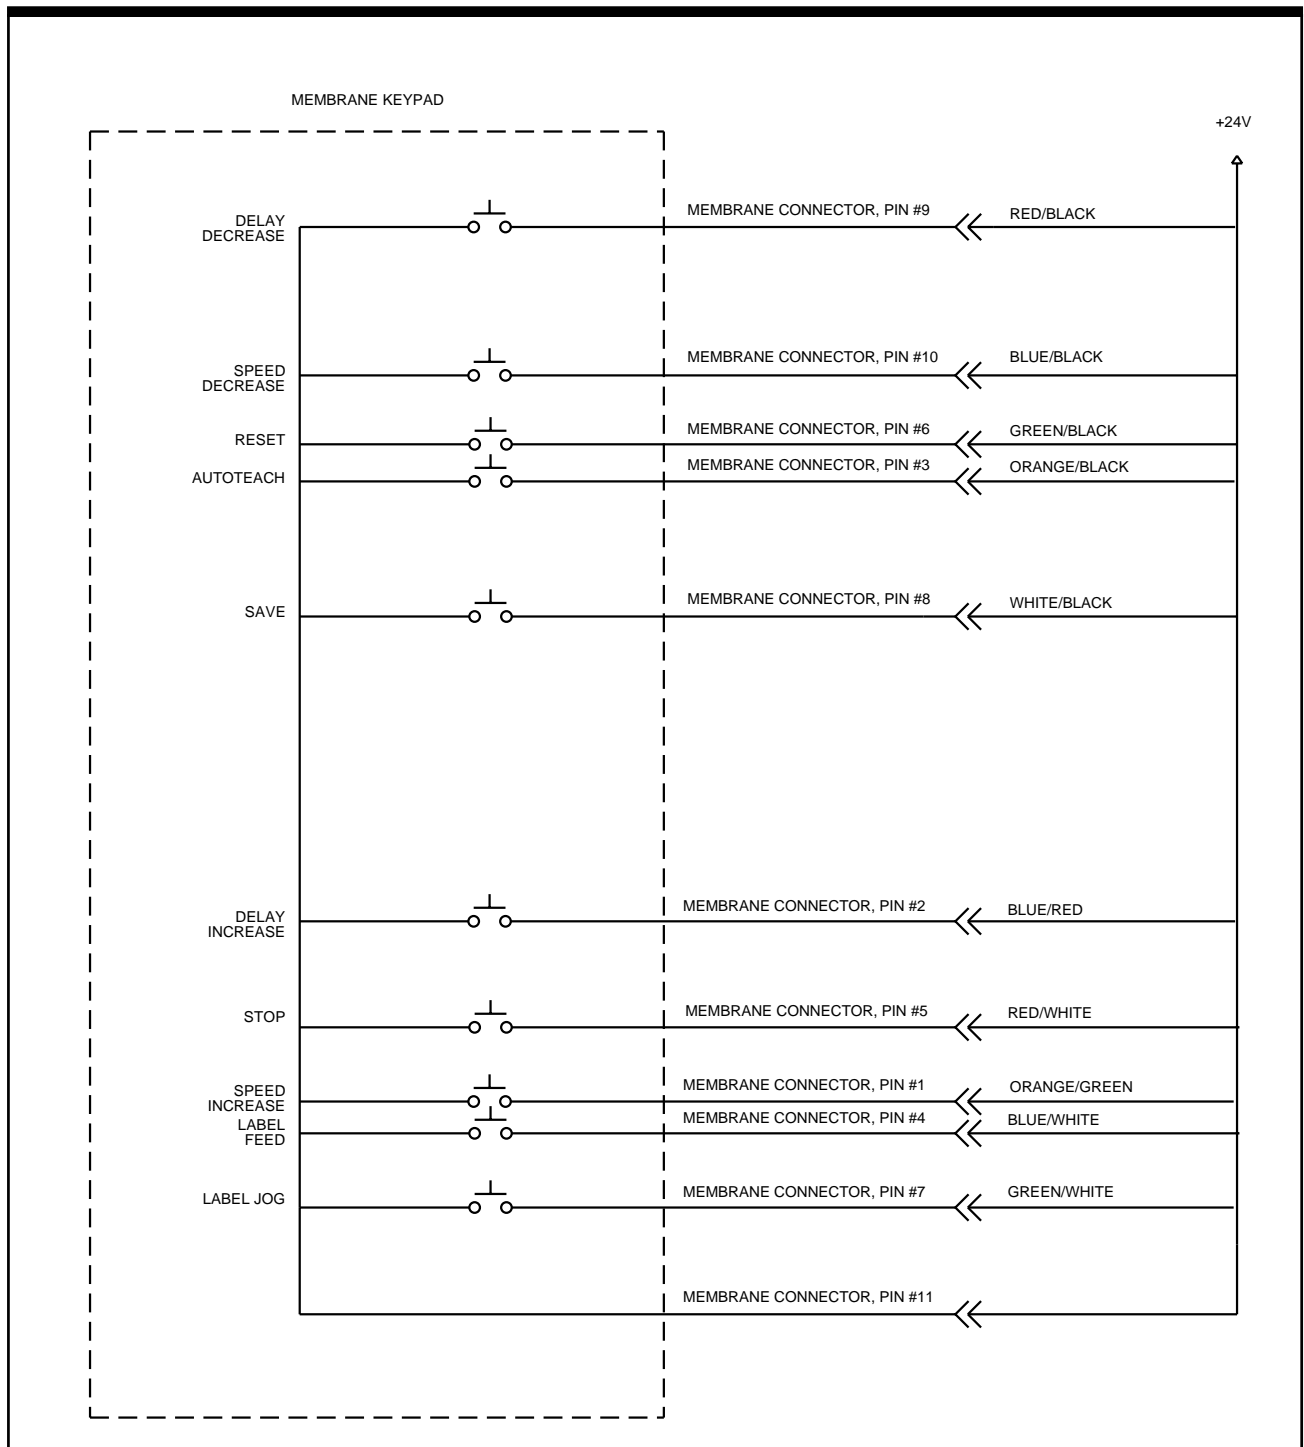 MEMBRANE KEYPAD
+24V
DELAY
DECREASE
MEMBRANE CONNECTOR, PIN #9
RED/BLACK
SPEED
DECREASE
MEMBRANE CONNECTOR, PIN #10
BLUE/BLACK
RESET
MEMBRANE CONNECTOR, PIN #6
GREEN/BLACK
AUTOTEACH
MEMBRANE CONNECTOR, PIN #3
ORANGE/BLACK
SAVE
MEMBRANE CONNECTOR, PIN #8
WHITE/BLACK
DELAY
INCREASE
MEMBRANE CONNECTOR, PIN #2
BLUE/RED
STOP
MEMBRANE CONNECTOR, PIN #5
RED/WHITE
SPEED
INCREASE
MEMBRANE CONNECTOR, PIN #1
ORANGE/GREEN
LABEL
FEED
MEMBRANE CONNECTOR, PIN #4
BLUE/WHITE
LABEL JOG
MEMBRANE CONNECTOR, PIN #7
GREEN/WHITE
MEMBRANE CONNECTOR, PIN #11